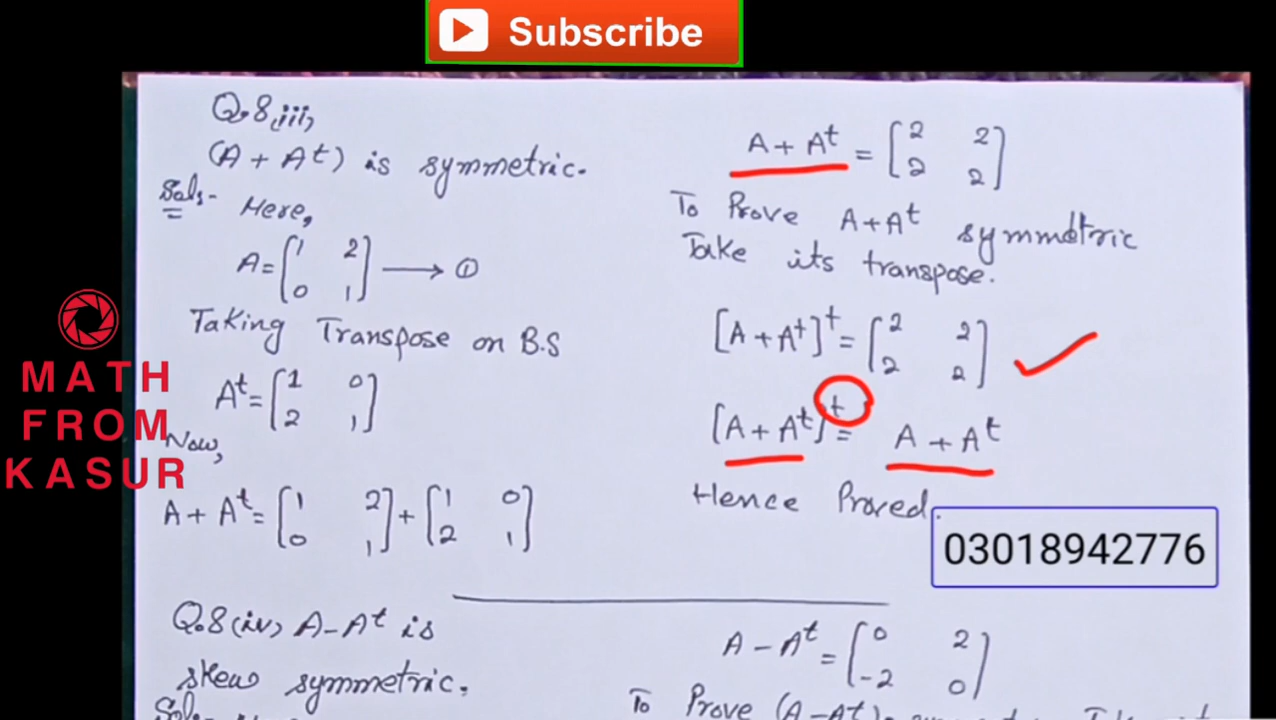 Subscribe
Q.8,iii,
(A + Aᵗ) is symmetric.
Sol:- Here,
A = [1 2
0 1] → ①
Taking Transpose on B.S
Aᵗ = [1 0
2 1]
Now,
A + Aᵗ = [1 2
0 1] + [1 0
2 1]
Q.8(iv) A - Aᵗ is
skew symmetric.
Sol:-
A + Aᵗ = [2 2
2 2]
To Prove A + Aᵗ symmetric
Take its transpose.
[A + Aᵗ]ᵗ = [2 2
2 2]
[A + Aᵗ]ᵗ = A + Aᵗ
Hence Proved.
A - Aᵗ = [0 2
-2 0]
To Prove (A - Aᵗ)
MATH
FROM
KASUR
03018942776